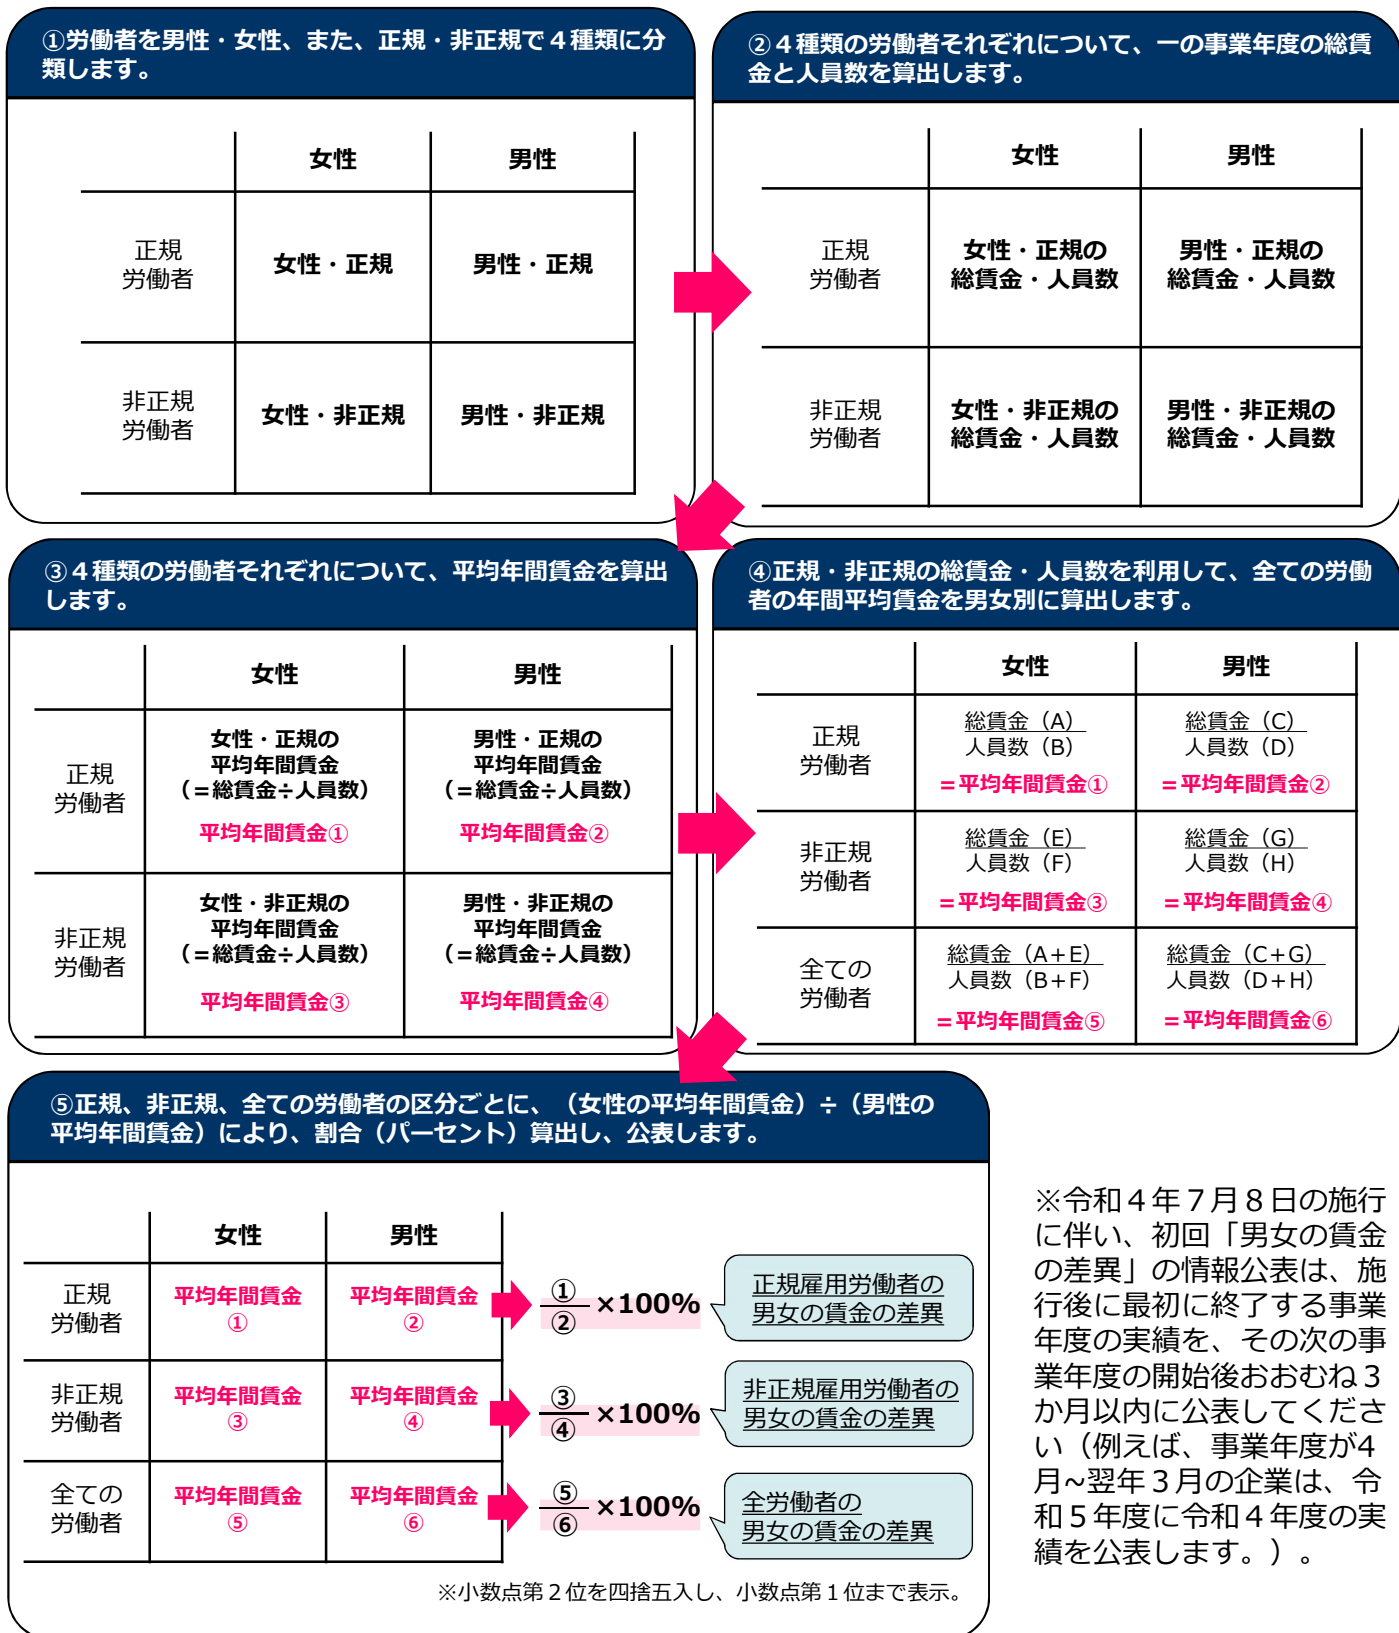 ①労働者を男性・女性、また、正規・非正規で４種類に分
類します。
女性 男性
正規
労働者
女性・正規 男性・正規
非正規
労働者
女性・非正規 男性・非正規
②４種類の労働者それぞれについて、一の事業年度の総賃
金と人員数を算出します。
女性 男性
正規
労働者
女性・正規の
総賃金・人員数
男性・正規の
総賃金・人員数
非正規
労働者
女性・非正規の
総賃金・人員数
男性・非正規の
総賃金・人員数
③４種類の労働者それぞれについて、平均年間賃金を算出
します。
女性 男性
正規
労働者
女性・正規の
平均年間賃金
（＝総賃金÷人員数）
平均年間賃金①
男性・正規の
平均年間賃金
（＝総賃金÷人員数）
平均年間賃金②
非正規
労働者
女性・非正規の
平均年間賃金
（＝総賃金÷人員数）
平均年間賃金③
男性・非正規の
平均年間賃金
（＝総賃金÷人員数）
平均年間賃金④
④正規・非正規の総賃金・人員数を利用して、全ての労働
者の年間平均賃金を男女別に算出します。
女性 男性
正規
労働者
総賃金（A）
人員数（B）
＝平均年間賃金①
総賃金（C）
人員数（D）
＝平均年間賃金②
非正規
労働者
総賃金（E）
人員数（F）
＝平均年間賃金③
総賃金（G）
人員数（H）
＝平均年間賃金④
全ての
労働者
総賃金（A＋E）
人員数（B＋F）
＝平均年間賃金⑤
総賃金（C＋G）
人員数（D＋H）
＝平均年間賃金⑥
⑤正規、非正規、全ての労働者の区分ごとに、（女性の平均年間賃金）÷（男性の
平均年間賃金）により、割合（パーセント）算出し、公表します。
女性 男性
正規
労働者
平均年間賃金
①
平均年間賃金
②
①
②
×100%
正規雇用労働者の
男女の賃金の差異
非正規
労働者
平均年間賃金
③
平均年間賃金
④
③
④
×100%
非正規雇用労働者の
男女の賃金の差異
全ての
労働者
平均年間賃金
⑤
平均年間賃金
⑥
⑤
⑥
×100%
全労働者の
男女の賃金の差異
※小数点第２位を四捨五入し、小数点第１位まで表示。
※令和４年７月８日の施行
に伴い、初回「男女の賃金
の差異」の情報公表は、施
行後に最初に終了する事業
年度の実績を、その次の事
業年度の開始後おおむね３
か月以内に公表してくださ
い（例えば、事業年度が4
月~翌年３月の企業は、令
和５年度に令和４年度の実
績を公表します。）。